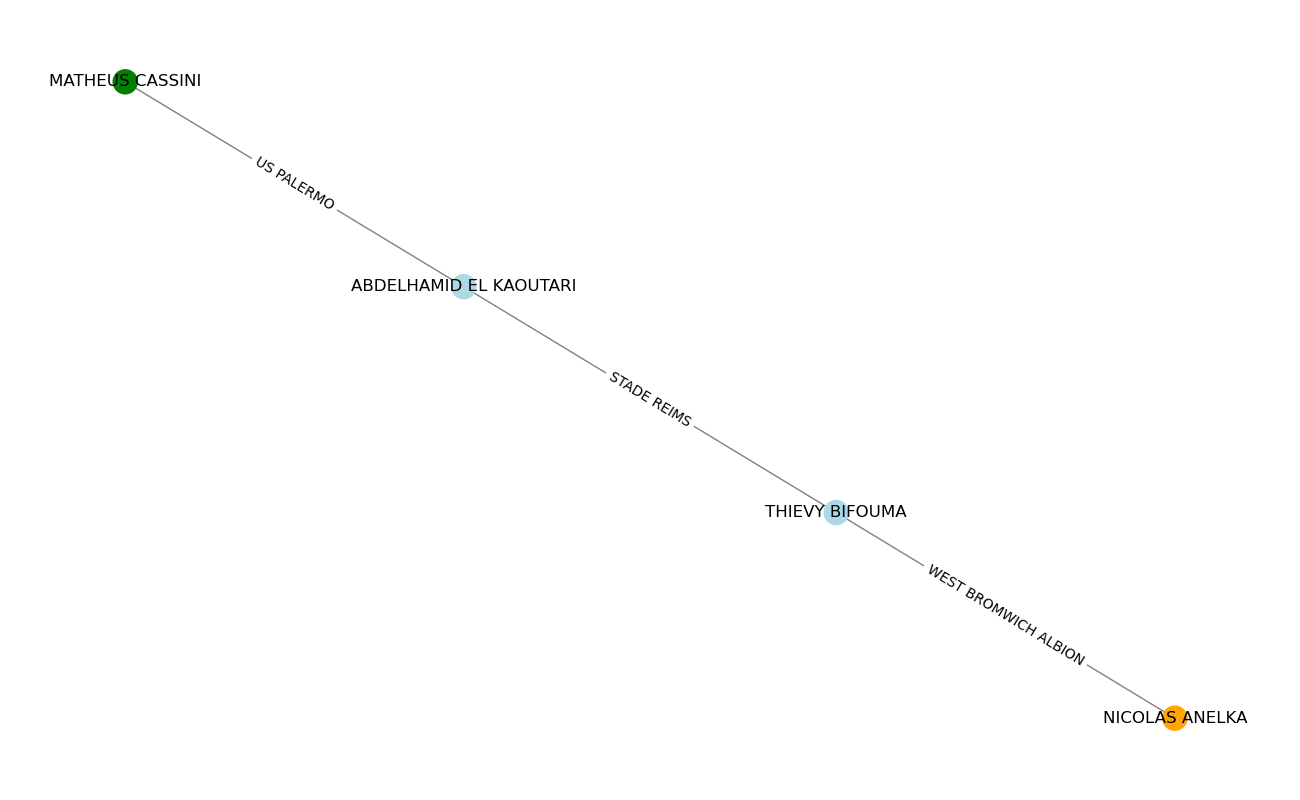 MATHEUS CASSINI
US PALERMO
ABDELHAMID EL KAOUTARI
STADE REIMS
THIEVY BIFOUMA
WEST BROMWICH ALBION
NICOLAS ANELKA